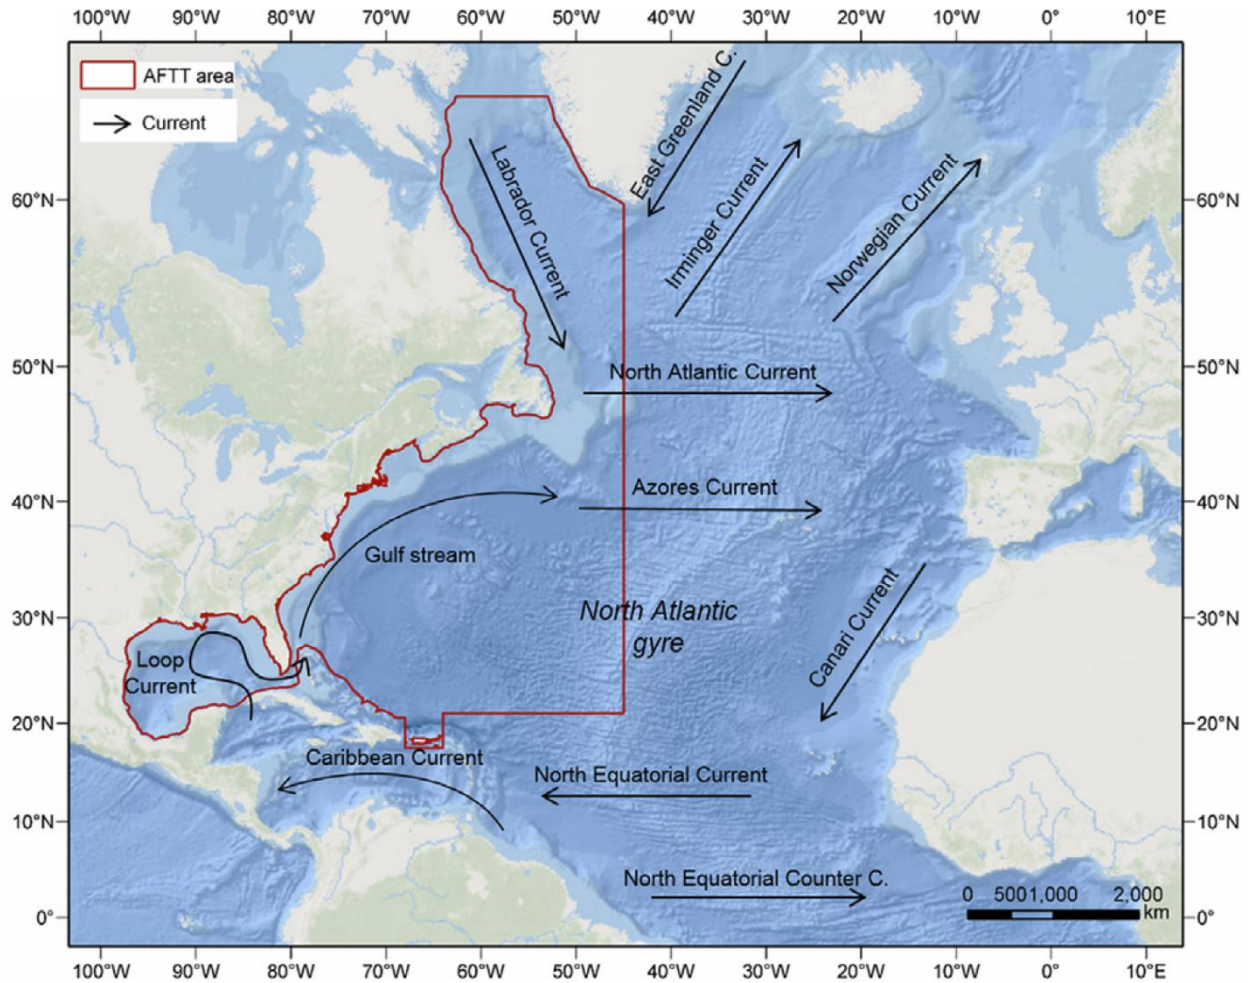 100°W 90°W 80°W 70°W 60°W 50°W 40°W 30°W 20°W 10°W 0° 10°E
AFTT area
Current
East Greenland C.
Labrador Current
Irminger Current
Norwegian Current
60°N 60°N
50°N 50°N
North Atlantic Current
Azores Current
40°N 40°N
Gulf stream
North Atlantic
gyre
Canari Current
30°N 30°N
Loop
Current
20°N 20°N
Caribbean Current
North Equatorial Current
10°N 10°N
North Equatorial Counter C.
0 5001,000 2,000
km
0° 0°
100°W 90°W 80°W 70°W 60°W 50°W 40°W 30°W 20°W 10°W 0° 10°E